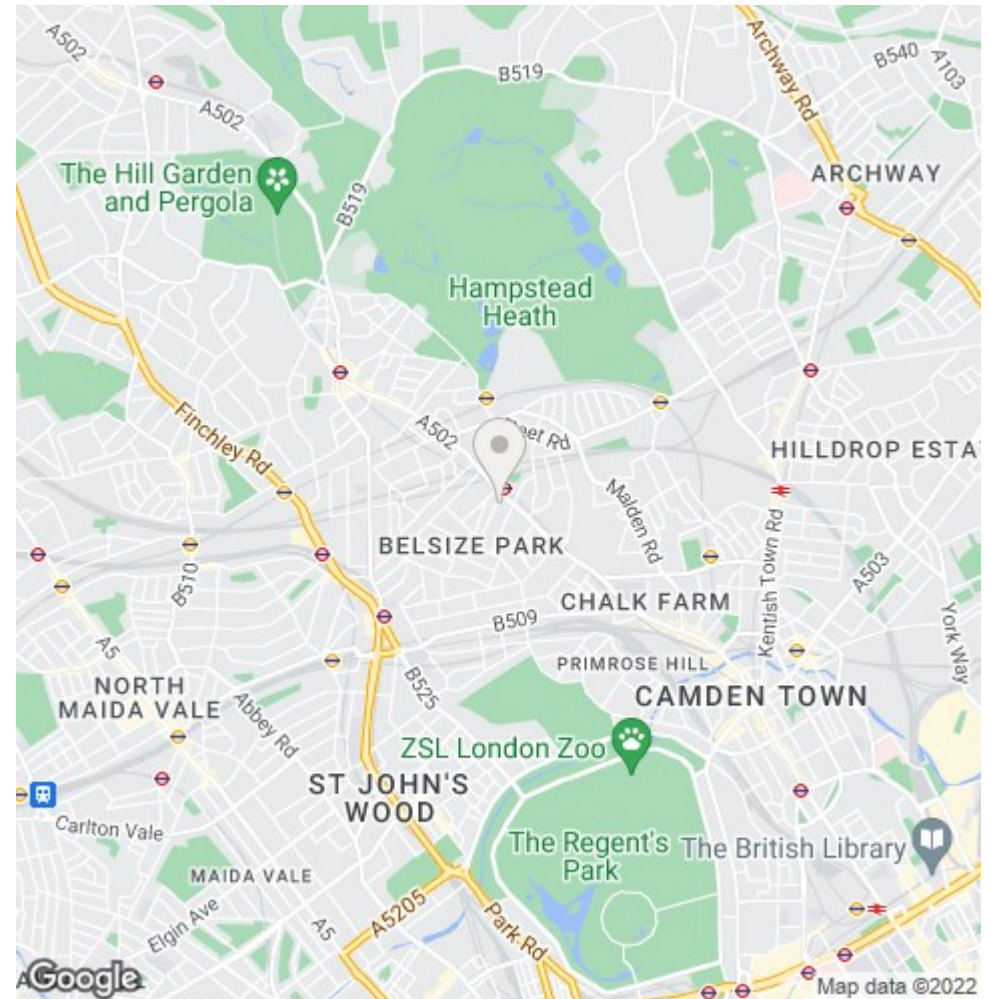 A502
B519
Archway Rd
B540
A103
A502
The Hill Garden
and Pergola
B519
ARCHWAY
Hampstead
Heath
A502
Finchley Rd
HILLDROP ESTA
Malden Rd
BELSIZE PARK
B510
A503
CHALK FARM
Kentish Town Rd
York Way
B509
A5
PRIMROSE HILL
B525
NORTH
MAIDA VALE
Abbey Rd
CAMDEN TOWN
ZSL London Zoo
ST JOHN'S
WOOD
Carlton Vale
The Regent's
Park
The British Library
MAIDA VALE
A5205
Elgin Ave
A5
Park Rd
Google
Map data ©2022